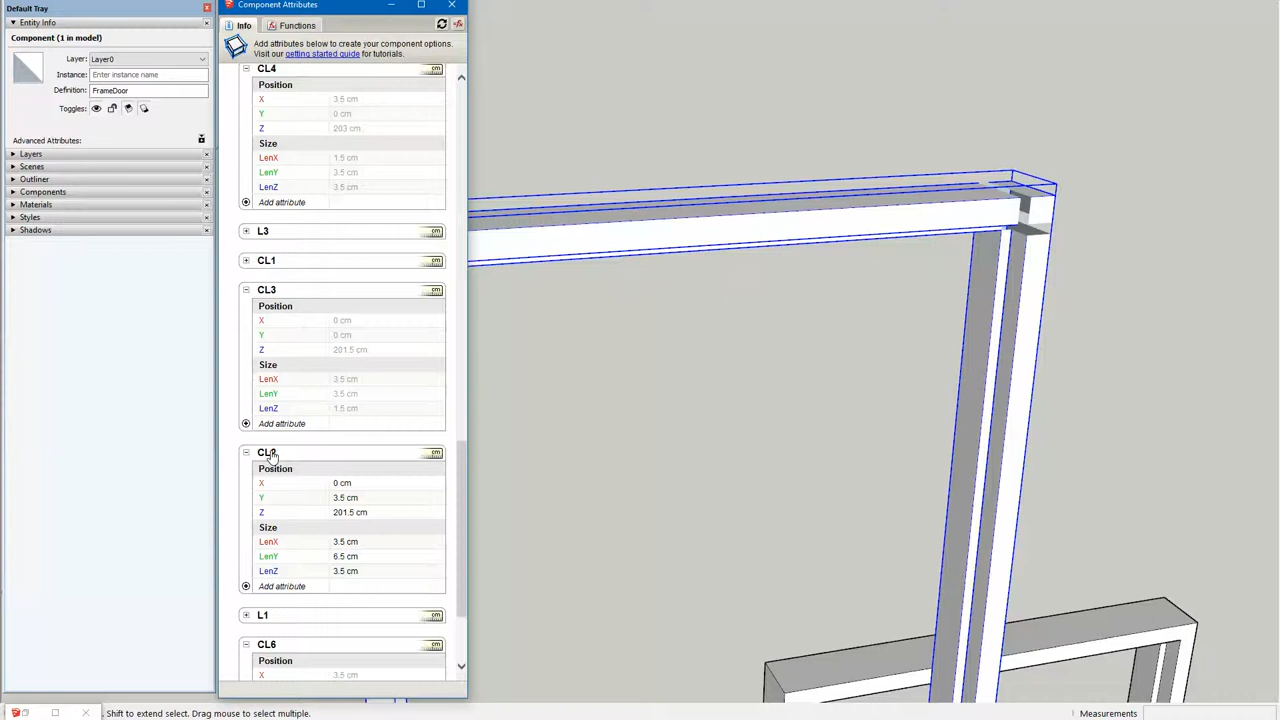 Default Tray
Entity Info
Component (1 in model)
Layer: Layer0
Instance: Enter instance name
Definition: FrameDoor
Toggles:
Advanced Attributes:
Layers
Scenes
Outliner
Components
Materials
Styles
Shadows
Component Attributes
Info Functions
Add attributes below to create your component options.
Visit our getting started guide for tutorials.
CL4 cm
Position
X 3.5 cm
Y 0 cm
Z 203 cm
Size
LenX 1.5 cm
LenY 3.5 cm
LenZ 3.5 cm
Add attribute
L3 cm
CL1 cm
CL3 cm
Position
X 0 cm
Y 0 cm
Z 201.5 cm
Size
LenX 3.5 cm
LenY 3.5 cm
LenZ 1.5 cm
Add attribute
cm
Position
X 0 cm
Y 3.5 cm
Z 201.5 cm
Size
LenX 3.5 cm
LenY 6.5 cm
LenZ 3.5 cm
Add attribute
L1 cm
CL6 cm
Position
X 3.5 cm
Shift to extend select. Drag mouse to select multiple.
Measurements